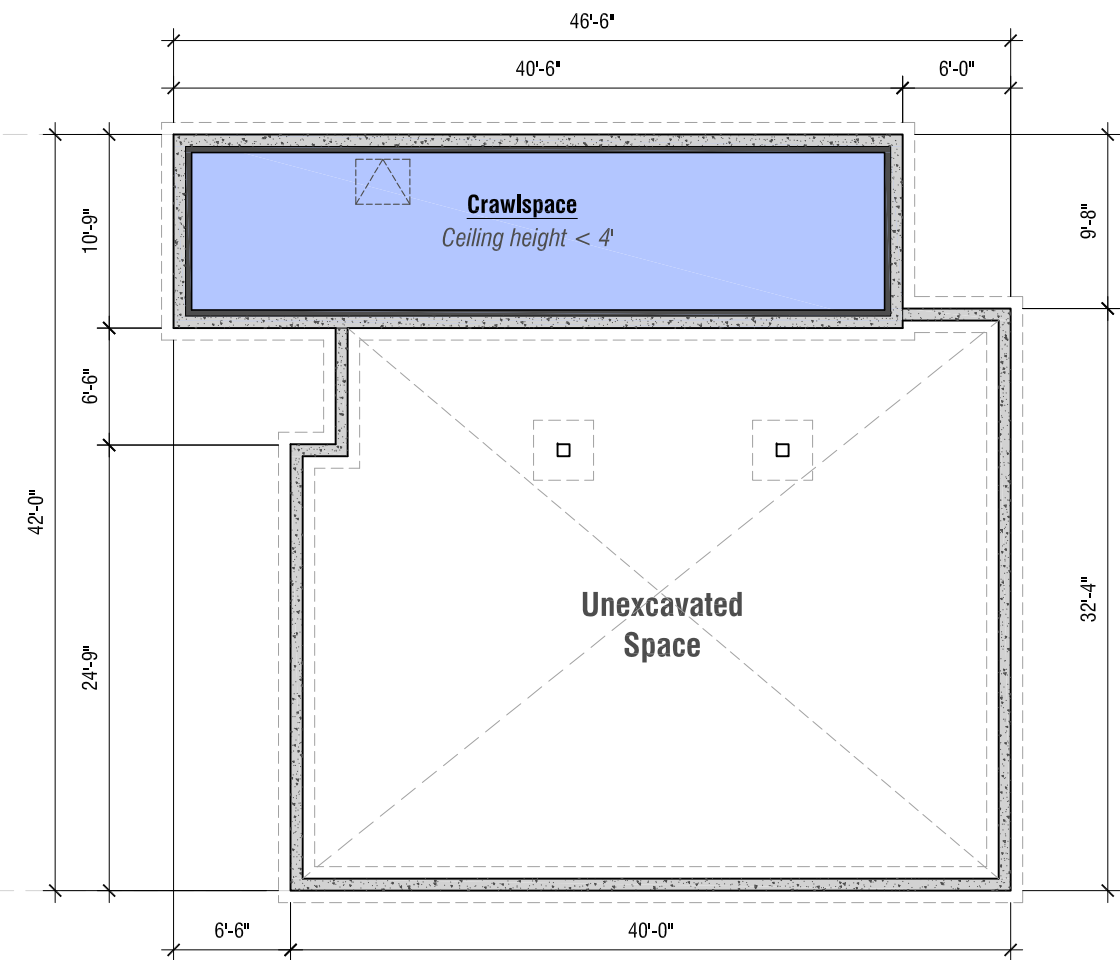 46'-6"
40'-6"
6'-0"
10'-9"
9'-8"
Crawlspace
Ceiling height < 4'
6'-6"
42'-0"
32'-4"
24'-9"
Unexcavated
Space
6'-6"
40'-0"